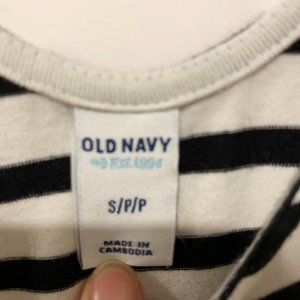 OLD NAVY
EST. 1994
S/P/P
MADE IN
CAMBODIA